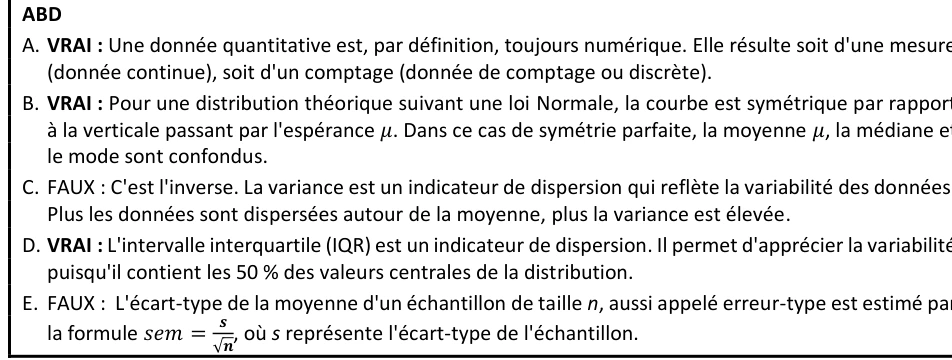 ABD
A. VRAI : Une donnée quantitative est, par définition, toujours numérique. Elle résulte soit d'une mesure
(donnée continue), soit d'un comptage (donnée de comptage ou discrète).
B. VRAI : Pour une distribution théorique suivant une loi Normale, la courbe est symétrique par rapport
à la verticale passant par l'espérance μ. Dans ce cas de symétrie parfaite, la moyenne μ, la médiane et
le mode sont confondus.
C. FAUX : C'est l'inverse. La variance est un indicateur de dispersion qui reflète la variabilité des données
Plus les données sont dispersées autour de la moyenne, plus la variance est élevée.
D. VRAI : L'intervalle interquartile (IQR) est un indicateur de dispersion. Il permet d'apprécier la variabilité
puisqu'il contient les 50 % des valeurs centrales de la distribution.
E. FAUX : L'écart-type de la moyenne d'un échantillon de taille n, aussi appelé erreur-type est estimé par
la formule sem = s/√n, où s représente l'écart-type de l'échantillon.